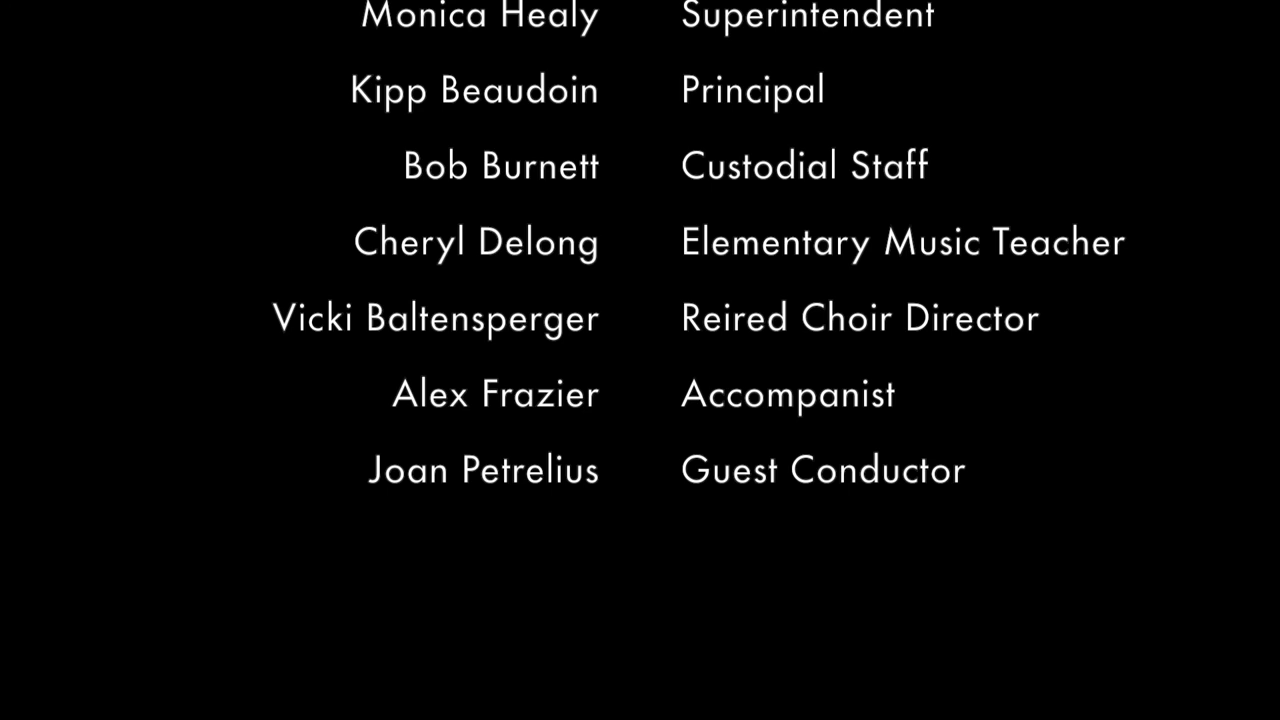 Monica Healy Superintendent
Kipp Beaudoin Principal
Bob Burnett Custodial Staff
Cheryl Delong Elementary Music Teacher
Vicki Baltensperger Reired Choir Director
Alex Frazier Accompanist
Joan Petrelius Guest Conductor